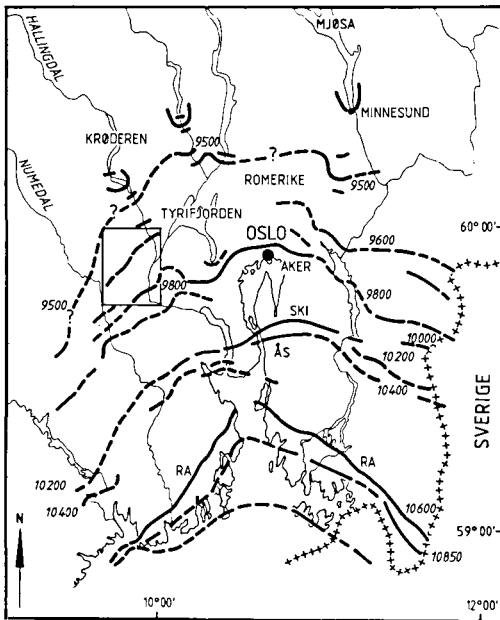 HALLINGDAL
MJØSA
MINNESUND
KRØDEREN
9500
?
ROMERIKE
9500
NUMEDAL
?
TYRIFJORDEN
OSLO
60°00'
9600
AKER
9800
9500
?
9800
SKI
10000
ÅS
10200
10400
SVERIGE
RA
RA
10200
10400
10600
59°00'
10850
N
10°00'
12°00'